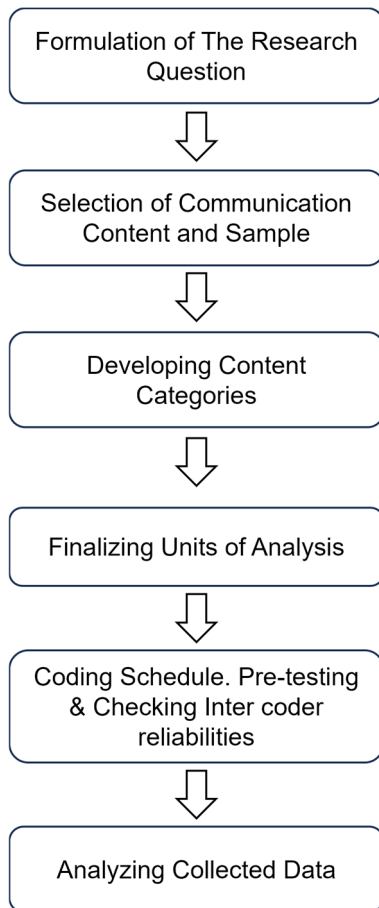 Formulation of The Research
Question
Selection of Communication
Content and Sample
Developing Content
Categories
Finalizing Units of Analysis
Coding Schedule. Pre-testing
& Checking Inter coder
reliabilities
Analyzing Collected Data